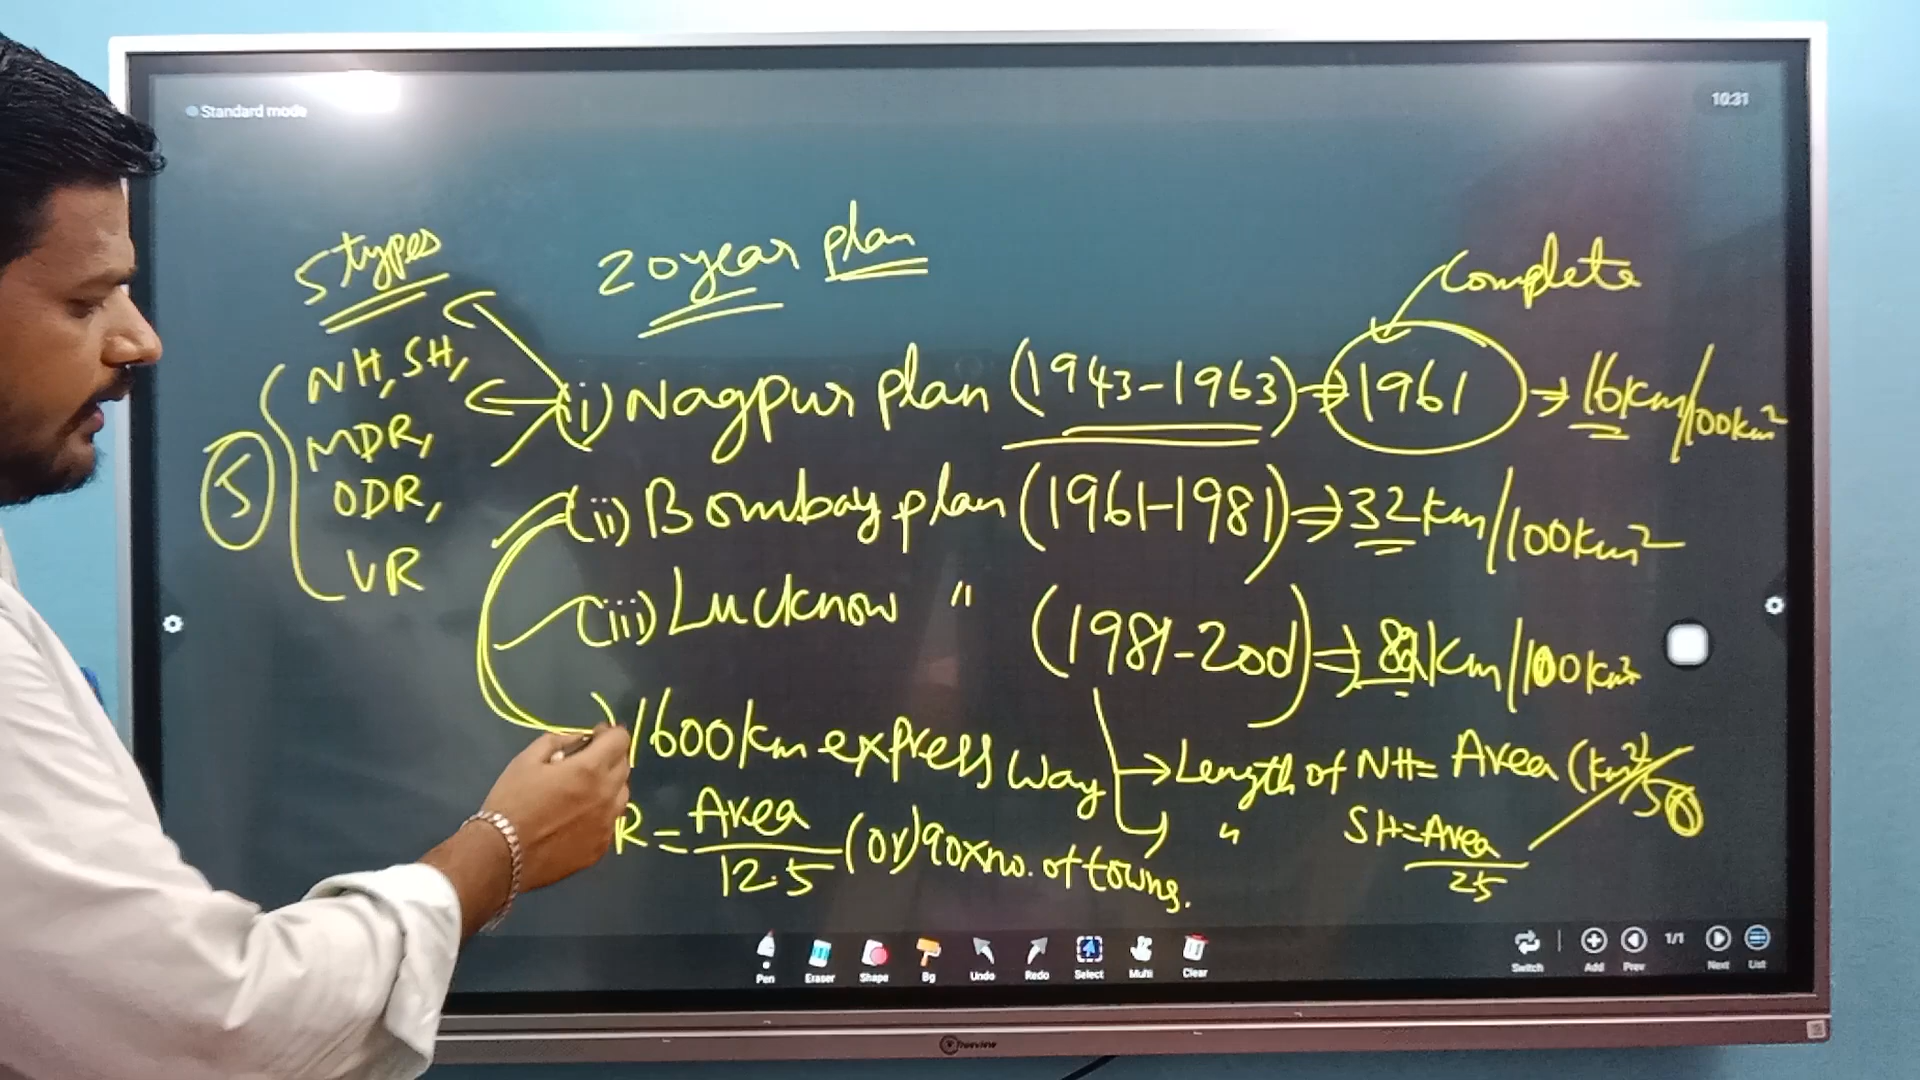 Standard mode
10:31
5 types
20 year plan
Complete
NH, SH,
MDR,
ODR,
VR
5
(i) Nagpur plan (1943-1963) → 1961 → 16km/100km²
(ii) Bombay plan (1961-1981) ⇒ 32km/100km²
(iii) Lucknow " (1981-2001) ⇒ 82km/100km²
1600km express way
→ Length of NH = Area (km²)/50
" SH = Area/25
R = Area/12.5 (or) 90xno. of towns.
Pen Eraser Shape Bg Undo Redo Select Multi Clear
Switch Add Prev 1/1 Next List